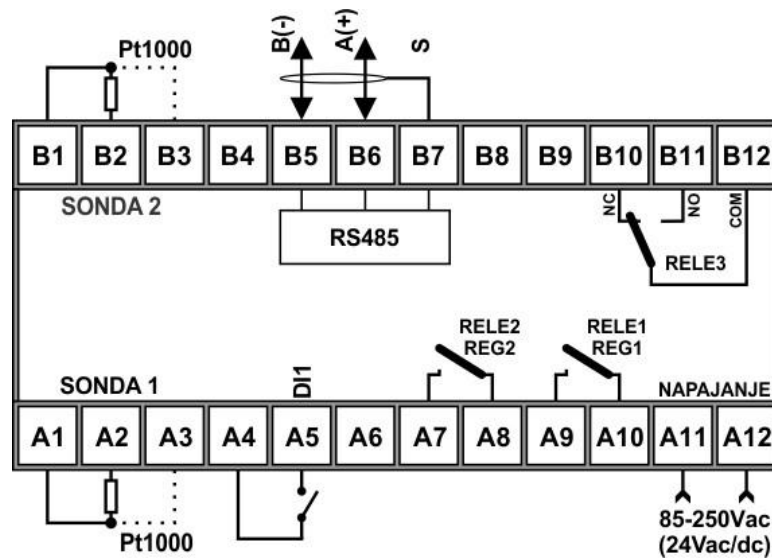 Pt1000
B(-)
A(+)
S
B1 B2 B3 B4 B5 B6 B7 B8 B9 B10 B11 B12
SONDA 2
RS485
NC
NO
COM
RELE3
RELE2
REG2
RELE1
REG1
SONDA 1
DI1
NAPAJANJE
A1 A2 A3 A4 A5 A6 A7 A8 A9 A10 A11 A12
Pt1000
85-250Vac
(24Vac/dc)